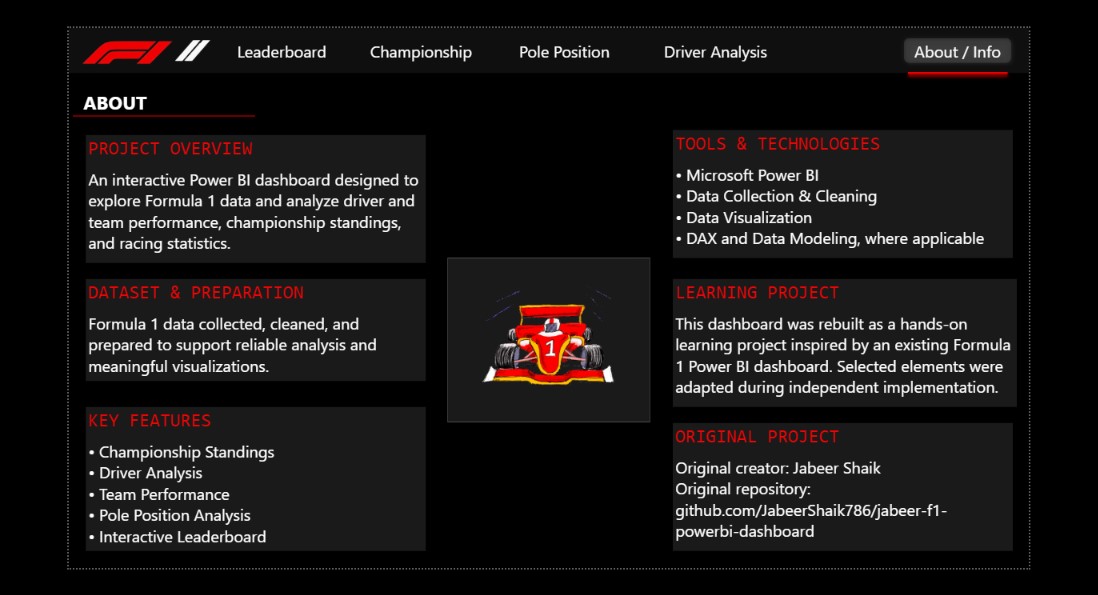 F1 Leaderboard Championship Pole Position Driver Analysis About / Info
ABOUT
PROJECT OVERVIEW
An interactive Power BI dashboard designed to
explore Formula 1 data and analyze driver and
team performance, championship standings,
and racing statistics.
DATASET & PREPARATION
Formula 1 data collected, cleaned, and
prepared to support reliable analysis and
meaningful visualizations.
KEY FEATURES
• Championship Standings
• Driver Analysis
• Team Performance
• Pole Position Analysis
• Interactive Leaderboard
1
TOOLS & TECHNOLOGIES
• Microsoft Power BI
• Data Collection & Cleaning
• Data Visualization
• DAX and Data Modeling, where applicable
LEARNING PROJECT
This dashboard was rebuilt as a hands-on
learning project inspired by an existing Formula
1 Power BI dashboard. Selected elements were
adapted during independent implementation.
ORIGINAL PROJECT
Original creator: Jabeer Shaik
Original repository:
github.com/JabeerShaik786/jabeer-f1-
powerbi-dashboard